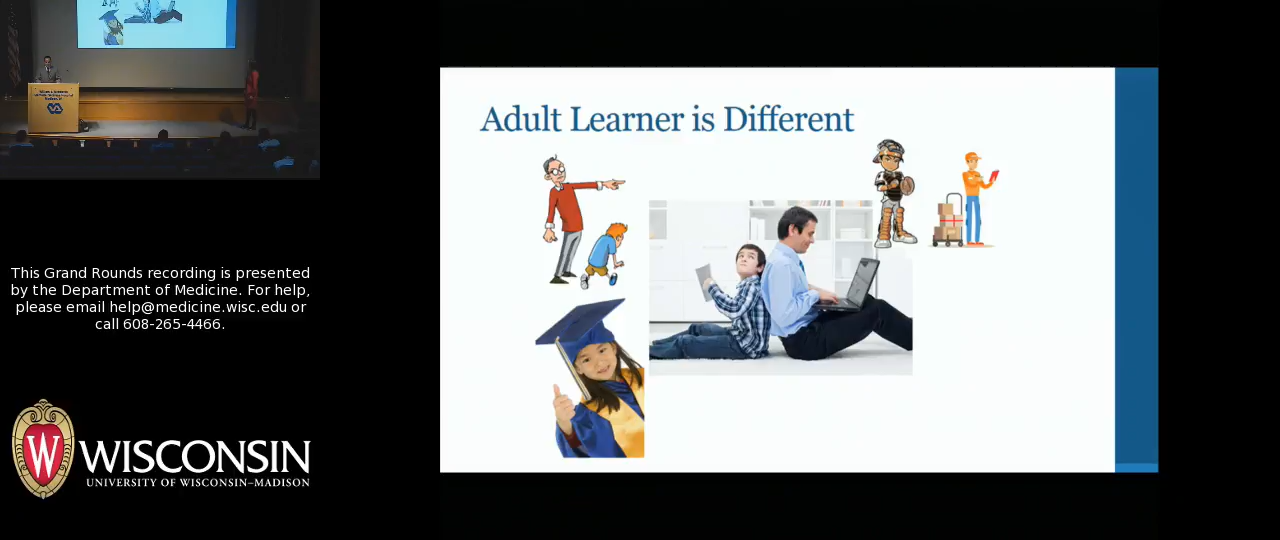 Adult Learner is Different
This Grand Rounds recording is presented
by the Department of Medicine. For help,
please email help@medicine.wisc.edu or
call 608-265-4466.
W
WISCONSIN
UNIVERSITY OF WISCONSIN–MADISON